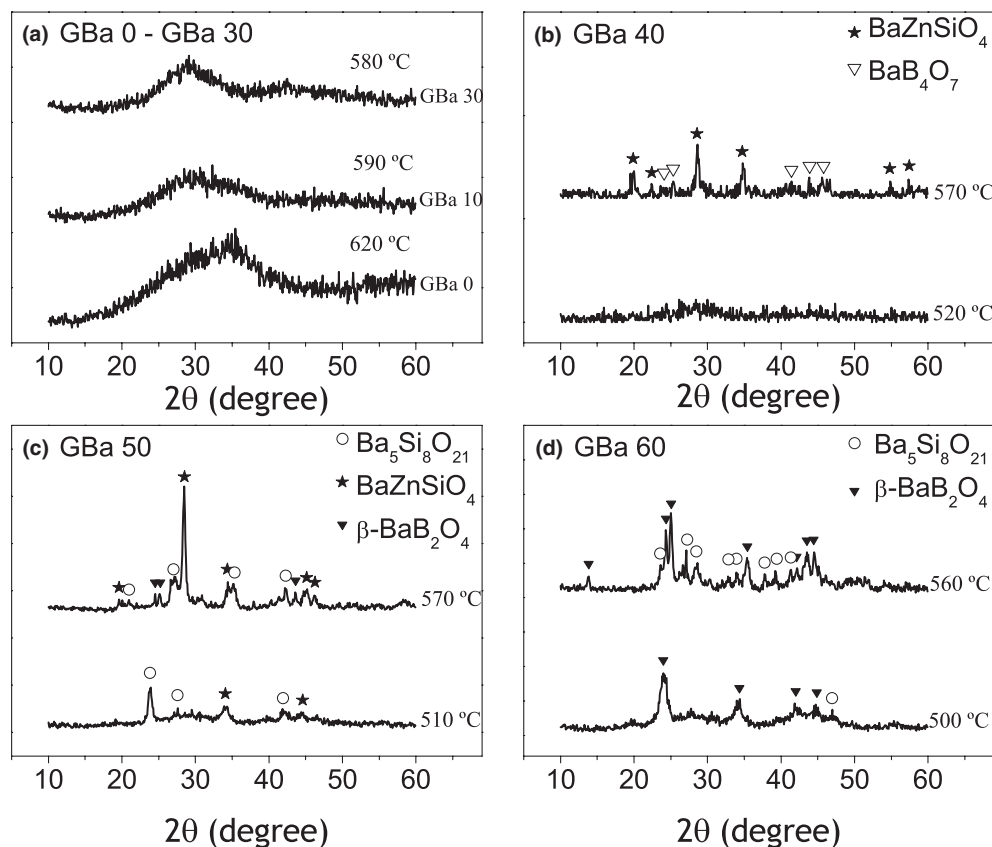 (a) GBa 0 - GBa 30
580 ºC
GBa 30
590 ºC
GBa 10
620 ºC
GBa 0
10 20 30 40 50 60
2θ (degree)
(b) GBa 40
★ BaZnSiO₄
▽ BaB₄O₇
570 ºC
520 ºC
10 20 30 40 50 60
2θ (degree)
(c) GBa 50
○ Ba₅Si₈O₂₁
★ BaZnSiO₄
▼ β-BaB₂O₄
570 ºC
510 ºC
10 20 30 40 50 60
2θ (degree)
(d) GBa 60
○ Ba₅Si₈O₂₁
▼ β-BaB₂O₄
560 ºC
500 ºC
10 20 30 40 50 60
2θ (degree)